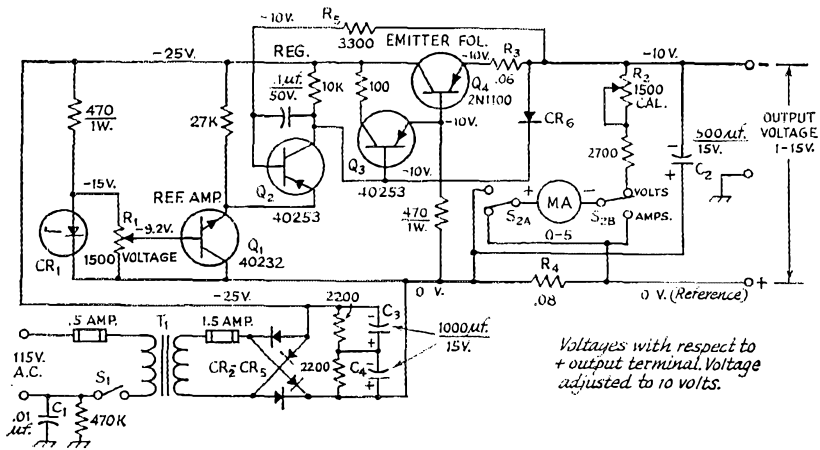 -10V.
R5
3300
EMITTER FOL.
-25V.
REG.
-10V.
R3
.06
-10V.
Q4
2N1100
.1μf.
50V.
10K
100
R2
1500
CAL.
470
1W.
27K
-10V.
CR6
OUTPUT
VOLTAGE
1-15V.
500μf.
15V.
C2
Q3
2700
-15V.
REF. AMP.
Q2
40253
-10V.
40253
R1
-9.2V.
1500
VOLTAGE
CR1
Q1
40232
470
1W.
+
MA
-
VOLTS
S2A
S2B
AMPS.
0-5
R4
.08
0 V.
0 V. (Reference)
-25V.
.5 AMP.
T1
1.5 AMP.
2200
C3
1000μf.
15V.
115V.
A.C.
S1
CR2-CR5
2200
C4
.01
μf.
C1
470K
Voltages with respect to
+ output terminal. Voltage
adjusted to 10 volts.